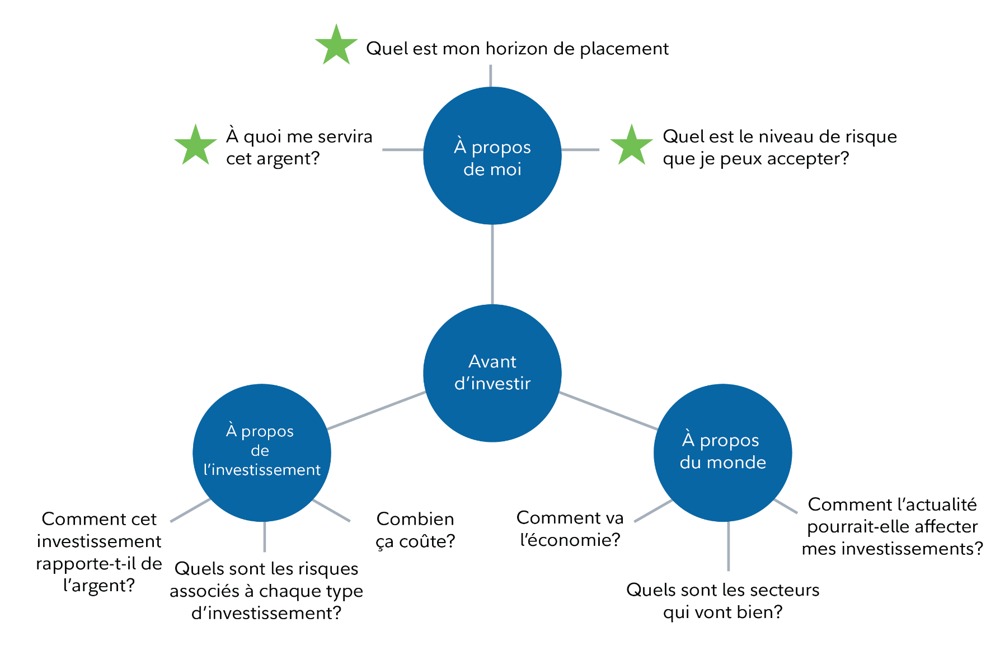 Quel est mon horizon de placement
À quoi me servira
cet argent?
À propos
de moi
Quel est le niveau de risque
que je peux accepter?
Avant
d’investir
À propos
de
l’investissement
À propos
du monde
Comment cet
investissement
rapporte-t-il de
l’argent?
Quels sont les risques
associés à chaque type
d’investissement?
Combien
ça coûte?
Comment va
l’économie?
Quels sont les secteurs
qui vont bien?
Comment l’actualité
pourrait-elle affecter
mes investissements?